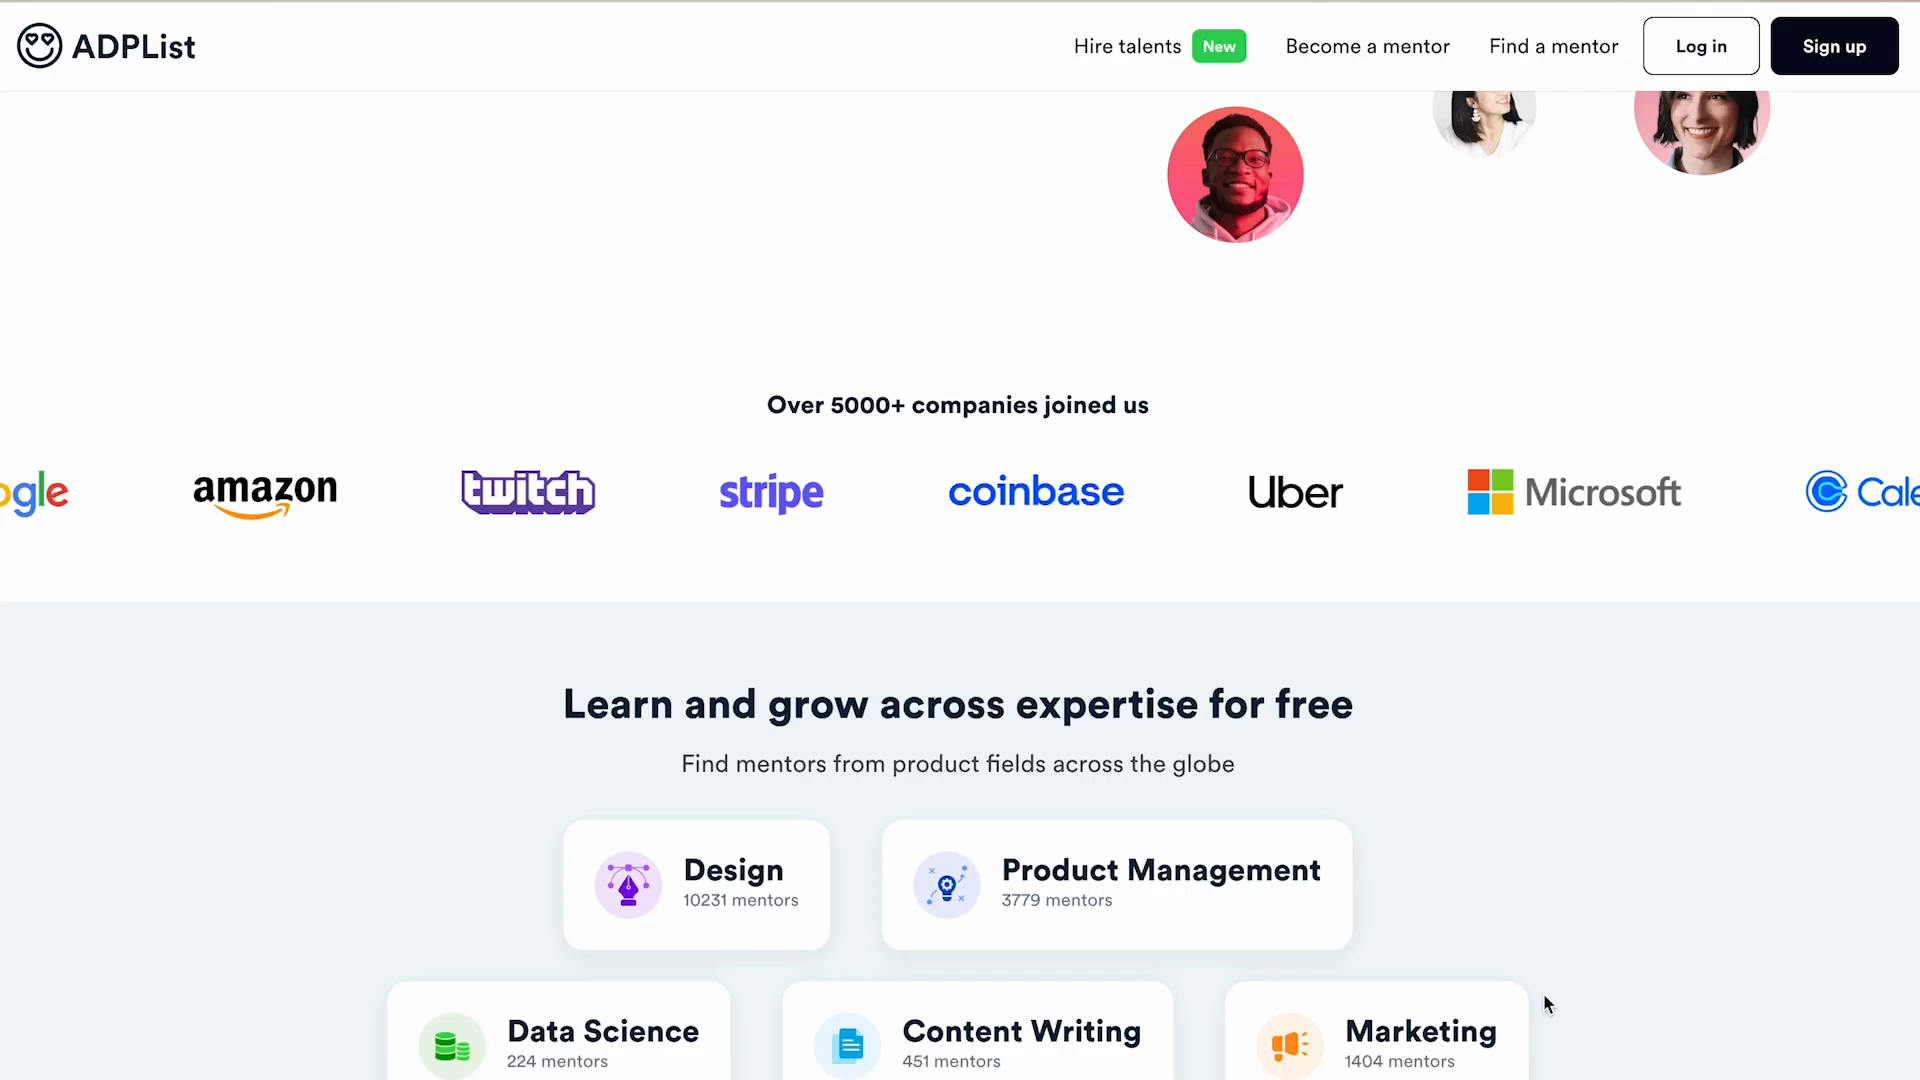 ADPList
Hire talents New Become a mentor Find a mentor Log in Sign up
Over 5000+ companies joined us
ogle amazon twitch stripe coinbase Uber Microsoft Cale
Learn and grow across expertise for free
Find mentors from product fields across the globe
Design
10231 mentors
Product Management
3779 mentors
Data Science
224 mentors
Content Writing
451 mentors
Marketing
1404 mentors